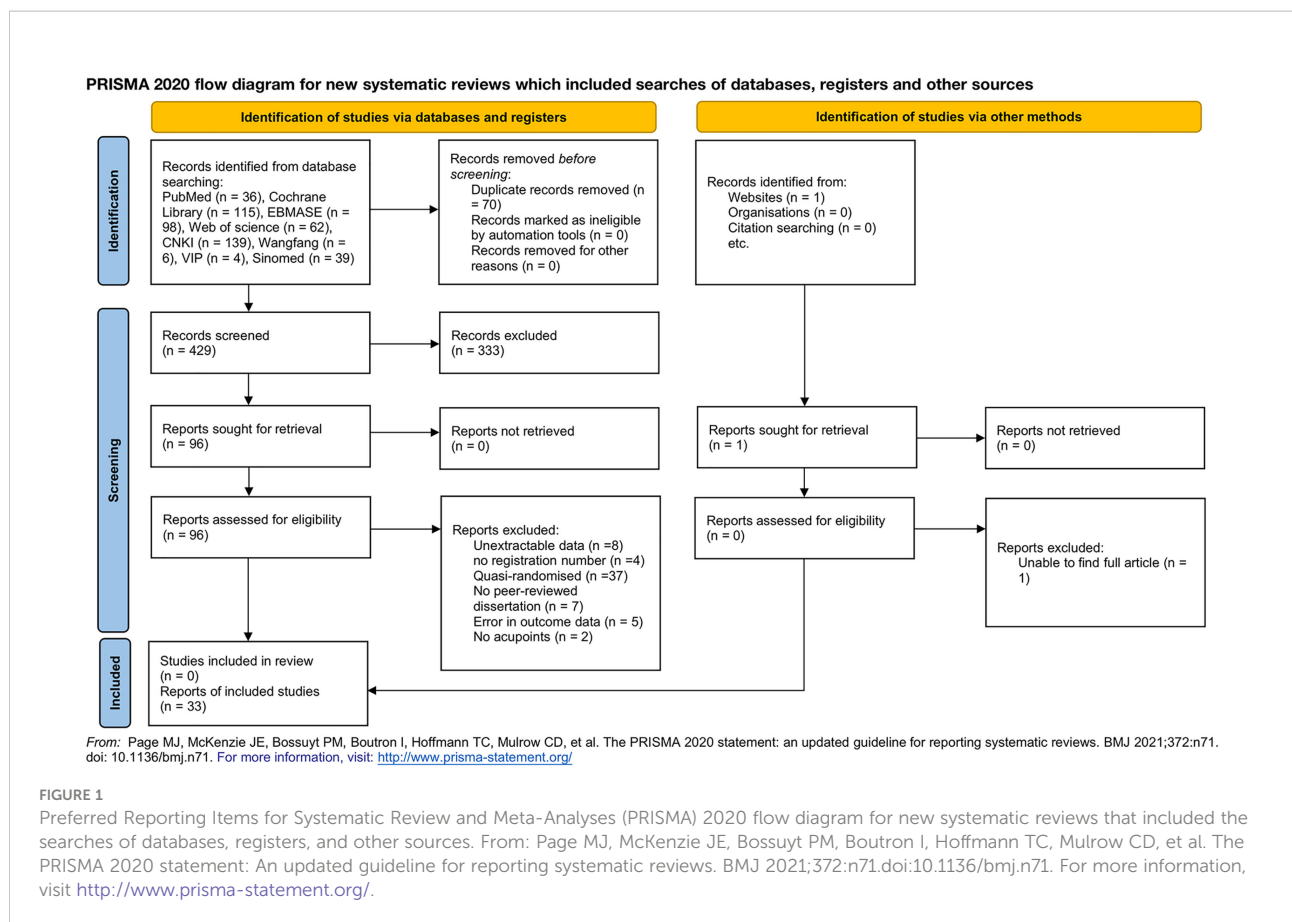 PRISMA 2020 flow diagram for new systematic reviews which included searches of databases, registers and other sources
Identification of studies via databases and registers
Identification of studies via other methods
Identification
Records identified from database
searching:
PubMed (n = 36), Cochrane
Library (n = 115), EBMASE (n =
98), Web of science (n = 62),
CNKI (n = 139), Wangfang (n =
6), VIP (n = 4), Sinomed (n = 39)
Records removed before
screening:
Duplicate records removed (n
= 70)
Records marked as ineligible
by automation tools (n = 0)
Records removed for other
reasons (n = 0)
Records identified from:
Websites (n = 1)
Organisations (n = 0)
Citation searching (n = 0)
etc.
Screening
Records screened
(n = 429)
Records excluded
(n = 333)
Reports sought for retrieval
(n = 96)
Reports not retrieved
(n = 0)
Reports sought for retrieval
(n = 1)
Reports not retrieved
(n = 0)
Reports assessed for eligibility
(n = 96)
Reports excluded:
Unextractable data (n =8)
no registration number (n =4)
Quasi-randomised (n =37)
No peer-reviewed
dissertation (n = 7)
Error in outcome data (n = 5)
No acupoints (n = 2)
Reports assessed for eligibility
(n = 0)
Reports excluded:
Unable to find full article (n =
1)
Included
Studies included in review
(n = 0)
Reports of included studies
(n = 33)
From: Page MJ, McKenzie JE, Bossuyt PM, Boutron I, Hoffmann TC, Mulrow CD, et al. The PRISMA 2020 statement: an updated guideline for reporting systematic reviews. BMJ 2021;372:n71.
doi: 10.1136/bmj.n71. For more information, visit: http://www.prisma-statement.org/
FIGURE 1
Preferred Reporting Items for Systematic Review and Meta-Analyses (PRISMA) 2020 flow diagram for new systematic reviews that included the
searches of databases, registers, and other sources. From: Page MJ, McKenzie JE, Bossuyt PM, Boutron I, Hoffmann TC, Mulrow CD, et al. The
PRISMA 2020 statement: An updated guideline for reporting systematic reviews. BMJ 2021;372:n71.doi:10.1136/bmj.n71. For more information,
visit http://www.prisma-statement.org/.